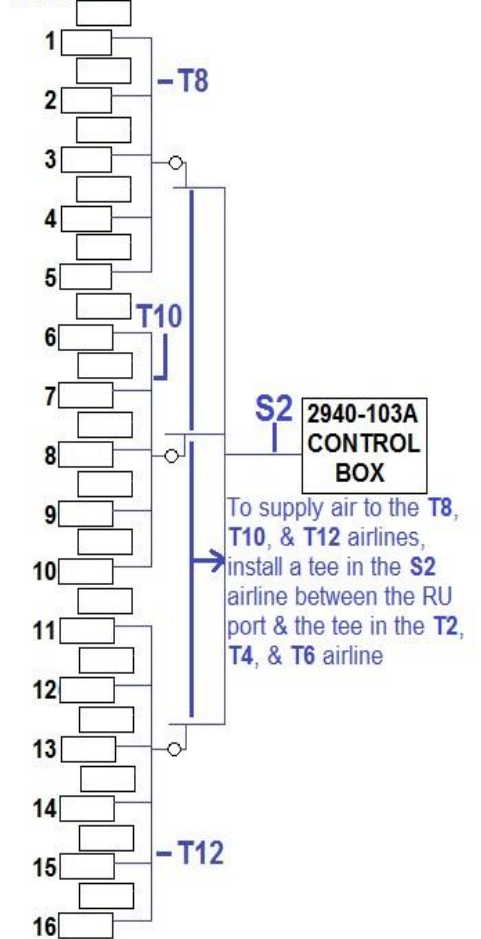 1
– T8
2
3
4
5
T10
6
7
S2
2940-103A
CONTROL
BOX
8
To supply air to the T8,
T10, & T12 airlines,
install a tee in the S2
airline between the RU
port & the tee in the T2,
T4, & T6 airline
9
10
11
12
13
14
– T12
15
16